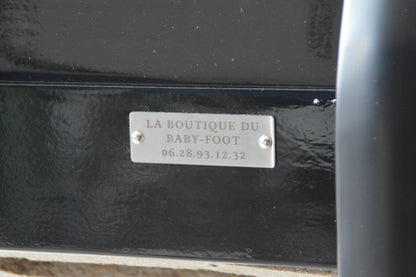 LA BOUTIQUE DU
BABY-FOOT
06.28.93.12.32